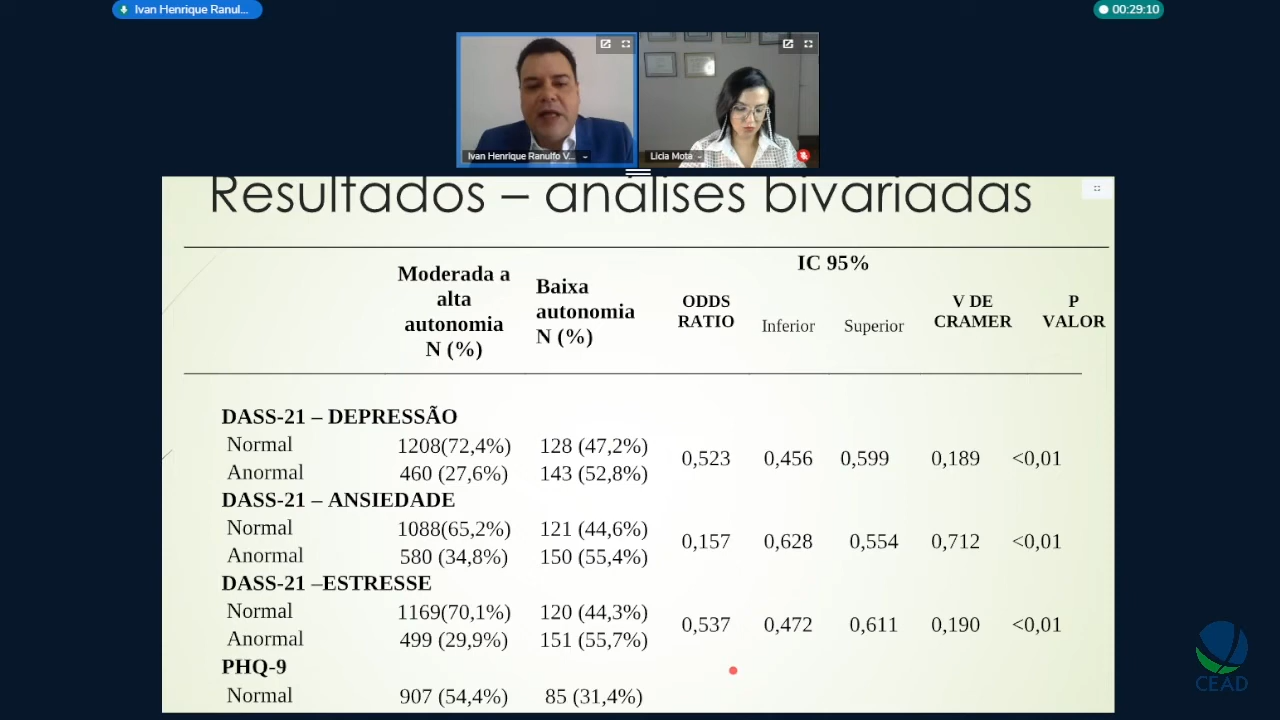 Ivan Henrique Ranul...
00:29:10
Ivan Henrique Ranulfo V...
Licia Mota
Resultados – análises bivariadas
Moderada a alta autonomia N (%)
Baixa autonomia N (%)
ODDS RATIO
IC 95%
Inferior Superior
V DE CRAMER
P VALOR
DASS-21 – DEPRESSÃO
Normal 1208(72,4%) 128 (47,2%)
0,523 0,456 0,599 0,189 <0,01
Anormal 460 (27,6%) 143 (52,8%)
DASS-21 – ANSIEDADE
Normal 1088(65,2%) 121 (44,6%)
0,157 0,628 0,554 0,712 <0,01
Anormal 580 (34,8%) 150 (55,4%)
DASS-21 –ESTRESSE
Normal 1169(70,1%) 120 (44,3%)
0,537 0,472 0,611 0,190 <0,01
Anormal 499 (29,9%) 151 (55,7%)
PHQ-9
Normal 907 (54,4%) 85 (31,4%)
CEAD